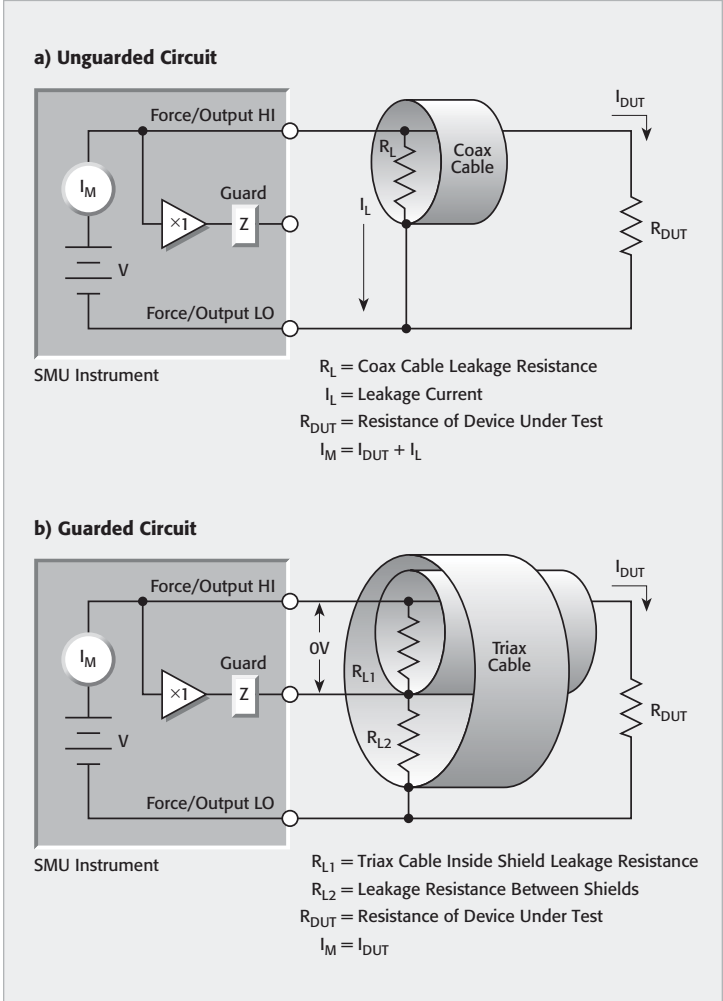 a) Unguarded Circuit
Force/Output HI
I_DUT
R_L
Coax
Cable
I_M
Guard
×1
Z
I_L
R_DUT
V
Force/Output LO
SMU Instrument
R_L = Coax Cable Leakage Resistance
I_L = Leakage Current
R_DUT = Resistance of Device Under Test
I_M = I_DUT + I_L
b) Guarded Circuit
Force/Output HI
I_DUT
0V
Triax
Cable
I_M
Guard
R_L1
×1
Z
R_DUT
R_L2
V
Force/Output LO
SMU Instrument
R_L1 = Triax Cable Inside Shield Leakage Resistance
R_L2 = Leakage Resistance Between Shields
R_DUT = Resistance of Device Under Test
I_M = I_DUT